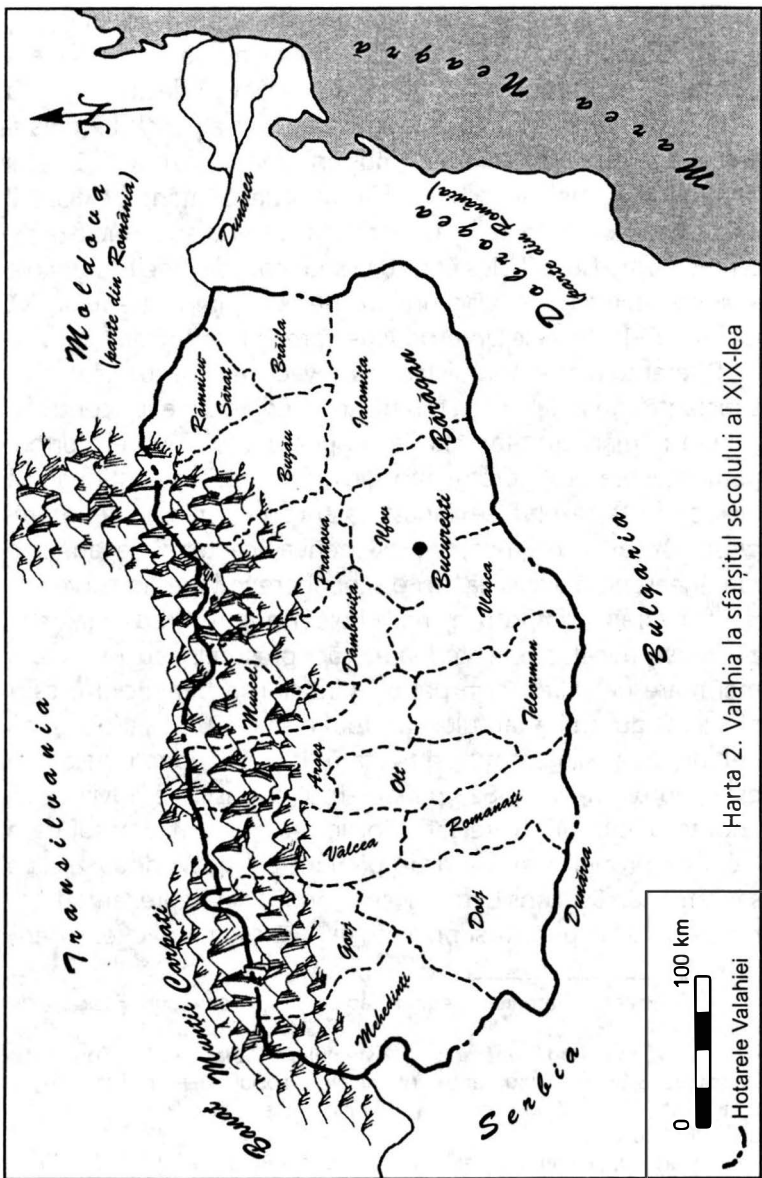 N
Moldova
(parte din România)
Transilvania
Banat
Munții Carpați
Dunărea
Marea Neagră
Râmnicu
Sărat
Brăila
Buzău
Ialomița
Dobrogea
(parte din România)
Prahova
Bărăgan
Ilfov
București
Dâmbovița
Muscel
Vlașca
Argeș
Teleorman
Olt
Romanați
Vâlcea
Gorj
Dolj
Mehedinți
Dunărea
Serbia
Bulgaria
0 100 km
Hotarele Valahiei
Harta 2. Valahia la sfârșitul secolului al XIX-lea